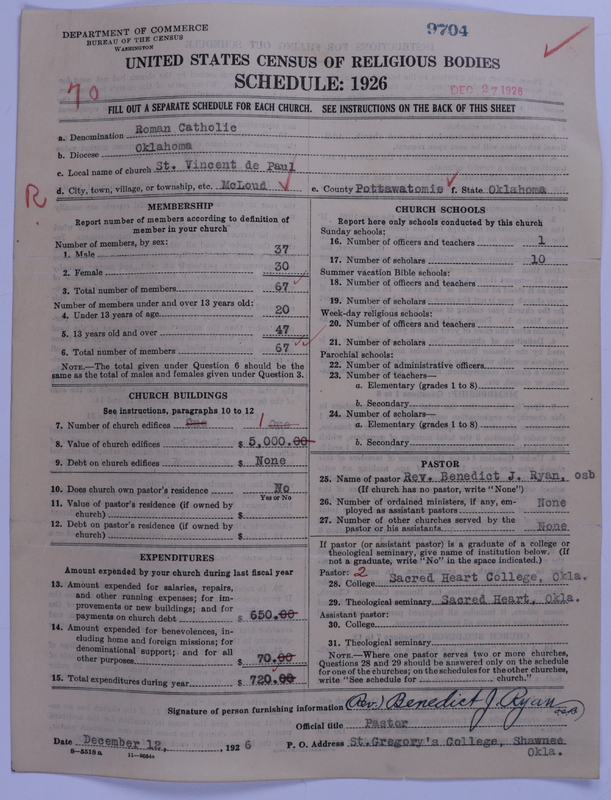 DEPARTMENT OF COMMERCE
BUREAU OF THE CENSUS
WASHINGTON
9704
UNITED STATES CENSUS OF RELIGIOUS BODIES
SCHEDULE: 1926
DEC 27 1926
70
FILL OUT A SEPARATE SCHEDULE FOR EACH CHURCH. SEE INSTRUCTIONS ON THE BACK OF THIS SHEET
a. Denomination Roman Catholic
b. Diocese Oklahoma
c. Local name of church St. Vincent de Paul
d. City, town, village, or township, etc. McLoud e. County Pottawatomie f. State Oklahoma
R
MEMBERSHIP
Report number of members according to definition of
member in your church
Number of members, by sex:
1. Male 37
2. Female 30
3. Total number of members 67
Number of members under and over 13 years old:
4. Under 13 years of age 20
5. 13 years old and over 47
6. Total number of members 67
NOTE.—The total given under Question 6 should be the
same as the total of males and females given under Question 3.
CHURCH BUILDINGS
See instructions, paragraphs 10 to 12
7. Number of church edifices One 1 One
8. Value of church edifices $ 5,000.00
9. Debt on church edifices $ None
10. Does church own pastor's residence No
Yes or No
11. Value of pastor's residence (if owned by
church) $
12. Debt on pastor's residence (if owned by
church) $
EXPENDITURES
Amount expended by your church during last fiscal year
13. Amount expended for salaries, repairs,
and other running expenses; for im-
provements or new buildings; and for
payments on church debt $ 650.00
14. Amount expended for benevolences, in-
cluding home and foreign missions; for
denominational support; and for all
other purposes $ 70.00
15. Total expenditures during year $ 720.00
CHURCH SCHOOLS
Report here only schools conducted by this church
Sunday schools:
16. Number of officers and teachers 1
17. Number of scholars 10
Summer vacation Bible schools:
18. Number of officers and teachers
19. Number of scholars
Week-day religious schools:
20. Number of officers and teachers
21. Number of scholars
Parochial schools:
22. Number of administrative officers
23. Number of teachers—
a. Elementary (grades 1 to 8)
b. Secondary
24. Number of scholars—
a. Elementary (grades 1 to 8)
b. Secondary
PASTOR
25. Name of pastor Rev. Benedict J. Ryan, osb
(If church has no pastor, write "None")
26. Number of ordained ministers, if any, em-
ployed as assistant pastors None
27. Number of other churches served by the
pastor or his assistants None
If pastor (or assistant pastor) is a graduate of a college or
theological seminary, give name of institution below. (If
not a graduate, write "No" in the space indicated.)
Pastor: 2
28. College Sacred Heart College, Okla.
29. Theological seminary Sacred Heart, Okla.
Assistant pastor:
30. College
31. Theological seminary
NOTE.—Where one pastor serves two or more churches,
Questions 28 and 29 should be answered only on the schedule
for one of the churches; on the schedules for the other churches,
write "See schedule for church."
Signature of person furnishing information (Rev.) Benedict J. Ryan OSB
Official title Pastor
Date December 12, 1926 P. O. Address St. Gregory's College, Shawnee
Okla.
8-5518a 11-9064